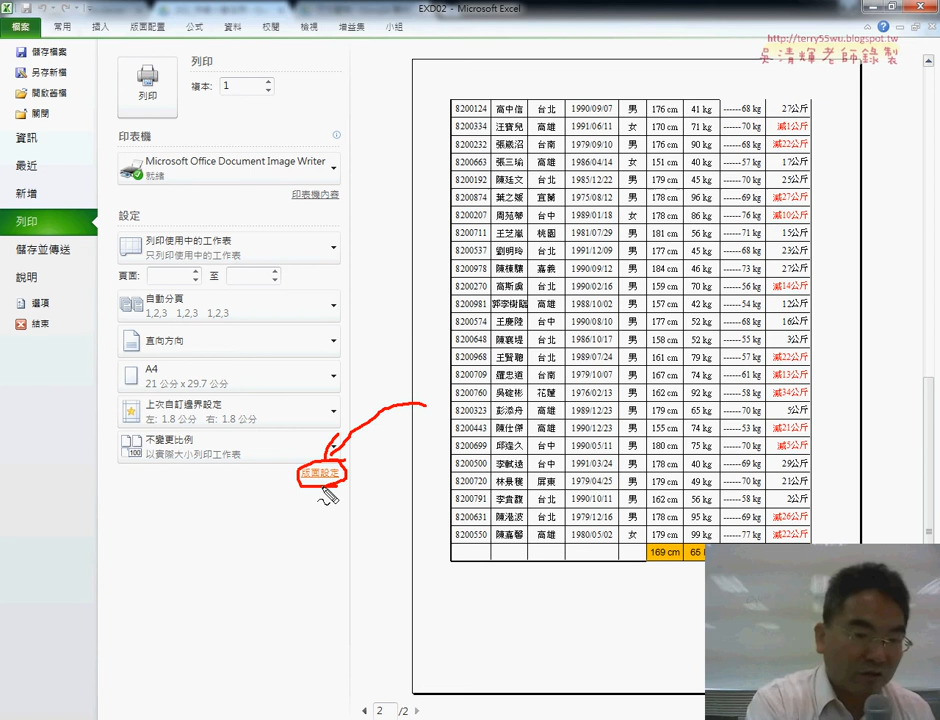 EXD02 - Microsoft Excel
檔案 常用 插入 版面配置 公式 資料 校閱 檢視 增益集 小組
http://terry55wu.blogspot.tw
吳清輝老師錄製
儲存檔案
另存新檔
開啟舊檔
關閉
資訊
最近
新增
列印
儲存並傳送
說明
選項
結束
列印
列印
複本: 1
印表機
Microsoft Office Document Image Writer
就緒
印表機內容
設定
列印使用中的工作表
只列印使用中的工作表
頁面: 至
自動分頁
1,2,3 1,2,3 1,2,3
直向方向
A4
21 公分 x 29.7 公分
上次自訂邊界設定
左: 1.8 公分 右: 1.8 公分
不變更比例
100 以實際大小列印工作表
版面設定
8200124 高中信 台北 1990/09/07 男 176 cm 41 kg ------68 kg 27公斤
8200334 汪寶兒 高雄 1991/06/11 女 170 cm 71 kg ------70 kg 減1公斤
8200232 張巖沼 台南 1979/09/10 男 176 cm 90 kg ------68 kg 減22公斤
8200663 張三瑜 高雄 1986/04/14 女 151 cm 40 kg ------57 kg 17公斤
8200192 陳廷文 台北 1985/12/22 男 179 cm 45 kg ------70 kg 25公斤
8200874 葉之媛 宜蘭 1975/08/12 男 178 cm 96 kg ------69 kg 減27公斤
8200207 周苑 台中 1989/01/18 女 178 cm 86 kg ------76 kg 減10公斤
8200711 王芝嵐 桃園 1981/07/29 男 181 cm 56 kg ------71 kg 15公斤
8200537 劉明玲 台北 1991/12/09 男 177 cm 45 kg ------68 kg 23公斤
8200978 陳棟驥 嘉義 1990/09/12 男 184 cm 46 kg ------73 kg 27公斤
8200270 高斯虞 台北 1990/02/16 男 159 cm 70 kg ------56 kg 減14公斤
8200981 郭李樹臨 高雄 1988/10/02 男 157 cm 42 kg ------54 kg 12公斤
8200574 王慶陸 台中 1990/08/10 男 177 cm 52 kg ------68 kg 16公斤
8200648 陳襄堤 台北 1986/10/17 男 158 cm 52 kg ------55 kg 3公斤
8200968 王賢聰 台北 1989/07/24 男 161 cm 79 kg ------57 kg 減22公斤
8200709 羅忠道 台南 1979/10/07 男 167 cm 74 kg ------61 kg 減13公斤
8200760 吳碇彬 花蓮 1976/02/13 男 162 cm 92 kg ------58 kg 減34公斤
8200323 彭添舟 高雄 1989/12/23 男 179 cm 65 kg ------70 kg 5公斤
8200443 陳仕傑 高雄 1990/12/23 男 155 cm 74 kg ------53 kg 減21公斤
8200699 邱逢久 台中 1990/05/11 男 180 cm 75 kg ------70 kg 減5公斤
8200500 李軾遠 台中 1991/03/24 男 178 cm 40 kg ------69 kg 29公斤
8200720 林景穆 屏東 1979/04/25 男 179 cm 49 kg ------70 kg 21公斤
8200791 李貴馥 台北 1990/10/11 男 162 cm 56 kg ------58 kg 2公斤
8200631 陳港波 台北 1979/12/16 男 178 cm 95 kg ------69 kg 減26公斤
8200550 陳嘉馨 台北 1980/05/02 女 179 cm 99 kg ------77 kg 減22公斤
169 cm 65
2 /2